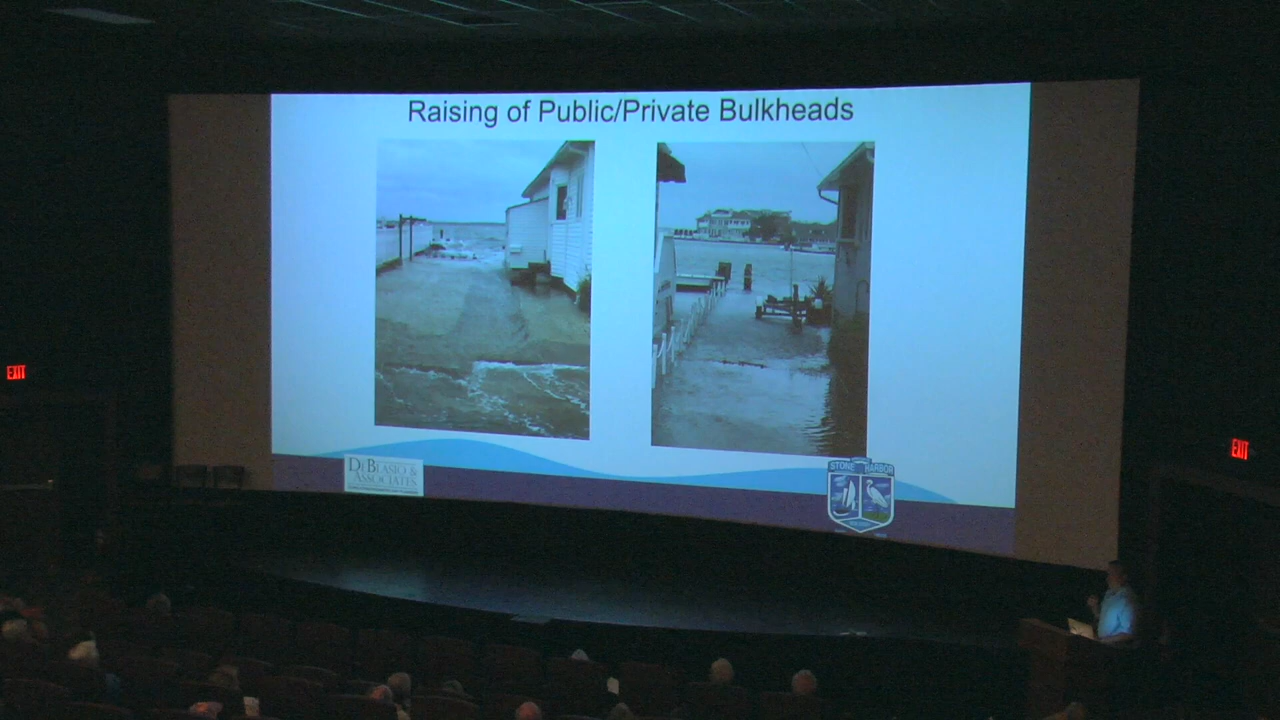 Raising of Public/Private Bulkheads
EXIT
EXIT
DEBLASIO &
ASSOCIATES
STONE HARBOR